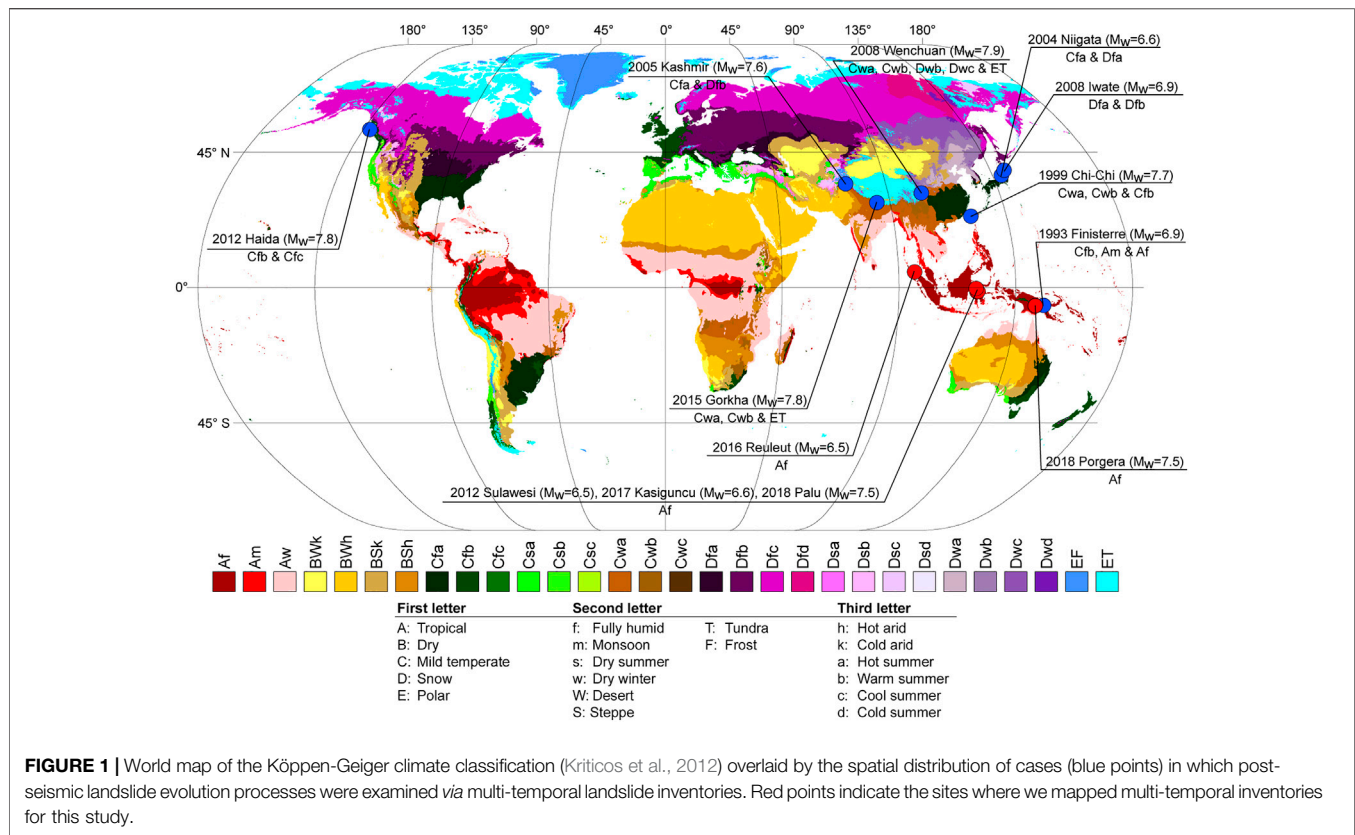 180° 135° 90° 45° 0° 45° 90° 135° 180°
2004 Niigata (MW=6.6)
Cfa & Dfa
2008 Wenchuan (MW=7.9)
Cwa, Cwb, Dwb, Dwc & ET
2005 Kashmir (MW=7.6)
Cfa & Dfb
2008 Iwate (MW=6.9)
Dfa & Dfb
45° N
1999 Chi-Chi (MW=7.7)
Cwa, Cwb & Cfb
2012 Haida (MW=7.8)
Cfb & Cfc
1993 Finisterre (MW=6.9)
Cfb, Am & Af
0°
2015 Gorkha (MW=7.8)
Cwa, Cwb & ET
45° S
2016 Reuleut (MW=6.5)
Af
2018 Porgera (MW=7.5)
Af
2012 Sulawesi (MW=6.5), 2017 Kasiguncu (MW=6.6), 2018 Palu (MW=7.5)
Af
Af Am Aw BWk BWh BSk BSh Cfa Cfb Cfc Csa Csb Csc Cwa Cwb Cwc Dfa Dfb Dfc Dfd Dsa Dsb Dsc Dsd Dwa Dwb Dwc Dwd EF ET
First letter
A: Tropical
B: Dry
C: Mild temperate
D: Snow
E: Polar
Second letter
f: Fully humid
m: Monsoon
s: Dry summer
w: Dry winter
W: Desert
S: Steppe
T: Tundra
F: Frost
Third letter
h: Hot arid
k: Cold arid
a: Hot summer
b: Warm summer
c: Cool summer
d: Cold summer
FIGURE 1 | World map of the Köppen-Geiger climate classification (Kriticos et al., 2012) overlaid by the spatial distribution of cases (blue points) in which post-
seismic landslide evolution processes were examined via multi-temporal landslide inventories. Red points indicate the sites where we mapped multi-temporal inventories
for this study.